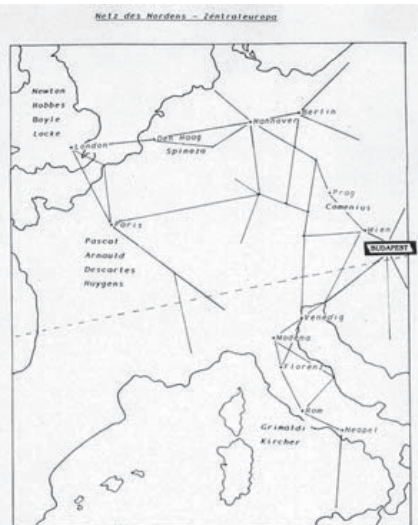 Netz des Nordens - Zentraleuropa
Newton
Hobbes
Boyle
Locke
London
Den Haag
Spinoza
Hannover
Berlin
Prag
Comenius
Wien
BUDAPEST
Paris
Pascal
Arnauld
Descartes
Huygens
Venedig
Modena
Florenz
Rom
Grimaldi
Kircher
Neapel